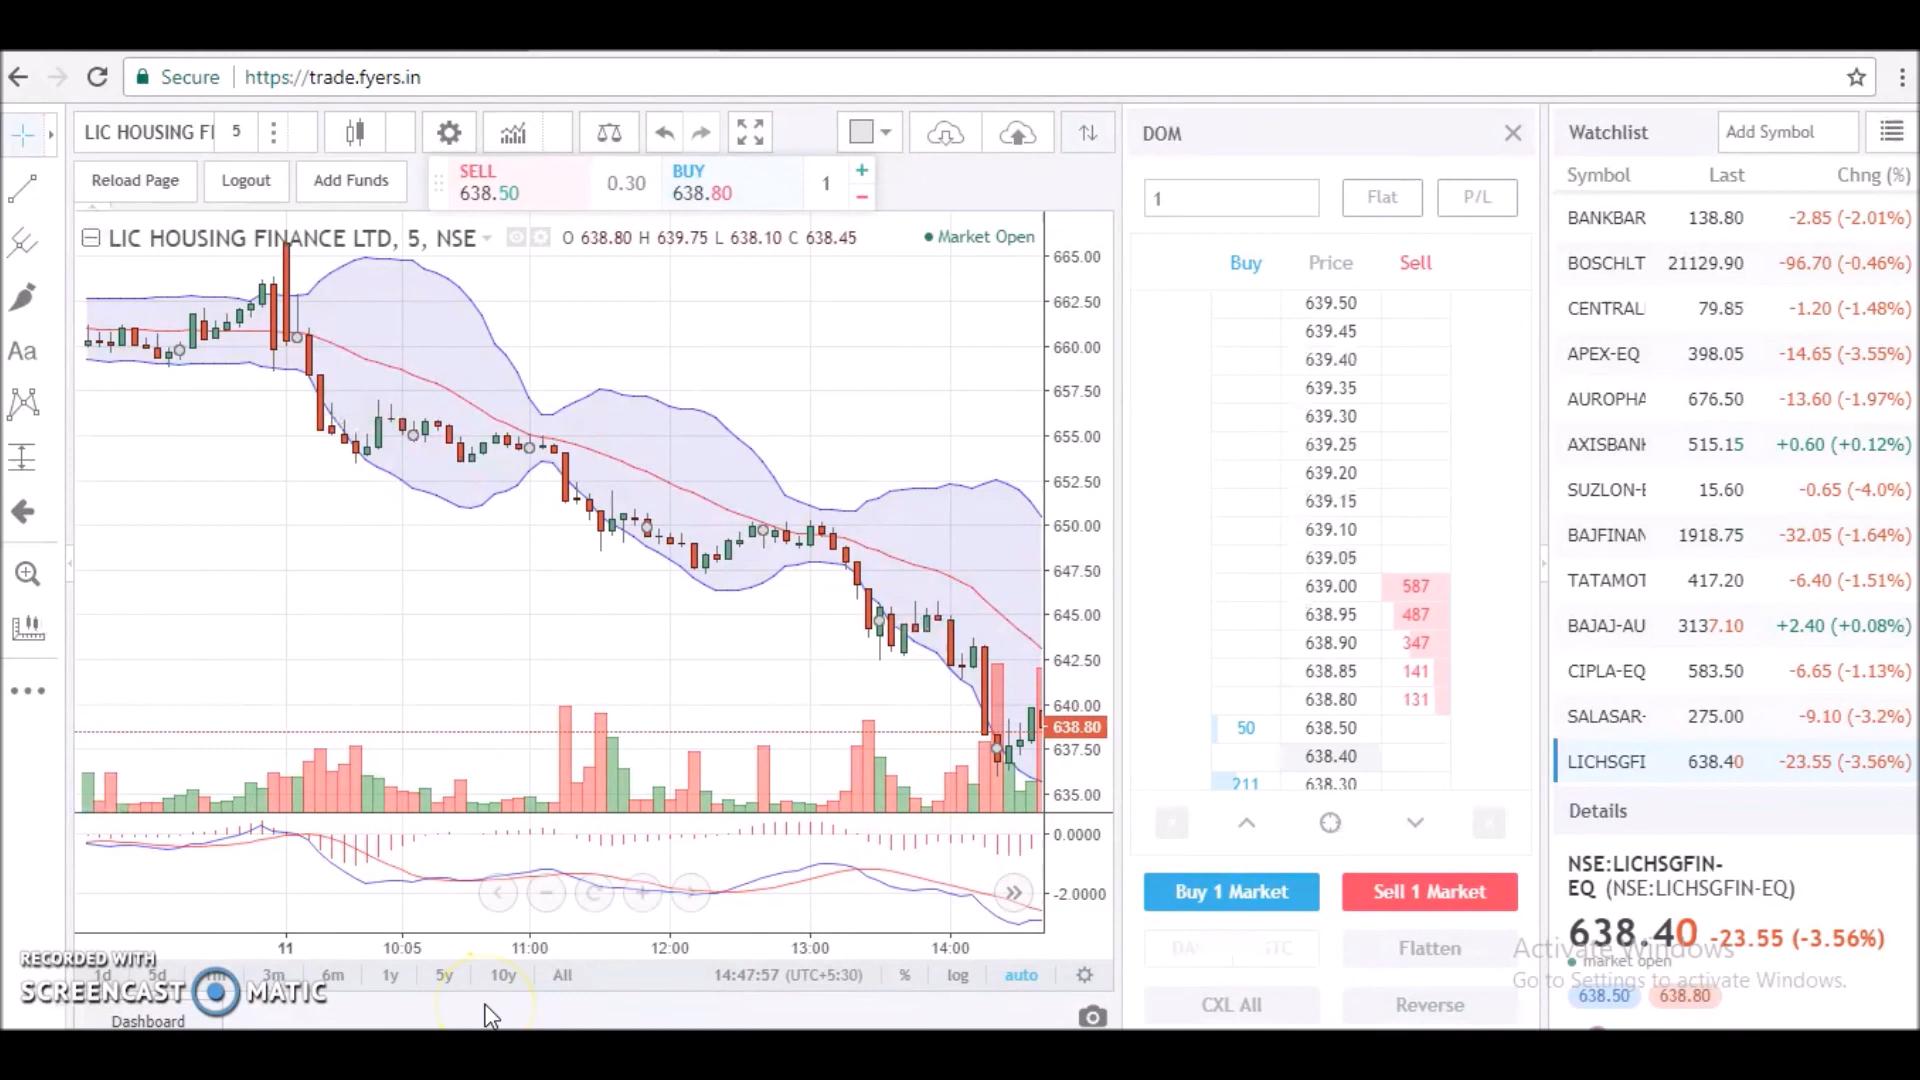 Secure https://trade.fyers.in
LIC HOUSING FI 5
Reload Page Logout Add Funds
SELL
638.50
0.30
BUY
638.80
1
LIC HOUSING FINANCE LTD, 5, NSE O 638.80 H 639.75 L 638.10 C 638.45 Market Open
665.00
662.50
660.00
657.50
655.00
652.50
650.00
647.50
645.00
642.50
640.00
638.80
637.50
635.00
0.0000
-2.0000
11 10:05 11:00 12:00 13:00 14:00
1d 5d 1m 3m 6m 1y 5y 10y All 14:47:57 (UTC+5:30) % log auto
RECORDED WITH
SCREENCAST MATIC
Dashboard
Aa
DOM
1 Flat P/L
Buy Price Sell
639.50
639.45
639.40
639.35
639.30
639.25
639.20
639.15
639.10
639.05
639.00 587
638.95 487
638.90 347
638.85 141
638.80 131
50 638.50
638.40
211 638.30
Buy 1 Market Sell 1 Market
Flatten
CXL All Reverse
Watchlist Add Symbol
Symbol Last Chng (%)
BANKBAR 138.80 -2.85 (-2.01%)
BOSCHLT 21129.90 -96.70 (-0.46%)
CENTRAL 79.85 -1.20 (-1.48%)
APEX-EQ 398.05 -14.65 (-3.55%)
AUROPHA 676.50 -13.60 (-1.97%)
AXISBANK 515.15 +0.60 (+0.12%)
SUZLON-E 15.60 -0.65 (-4.0%)
BAJFINAN 1918.75 -32.05 (-1.64%)
TATAMOT 417.20 -6.40 (-1.51%)
BAJAJ-AU 3137.10 +2.40 (+0.08%)
CIPLA-EQ 583.50 -6.65 (-1.13%)
SALASAR- 275.00 -9.10 (-3.2%)
LICHSGFI 638.40 -23.55 (-3.56%)
Details
NSE:LICHSGFIN-
EQ (NSE:LICHSGFIN-EQ)
638.40 -23.55 (-3.56%)
Activate Windows
market open
Go to Settings to activate Windows.
638.50 638.80